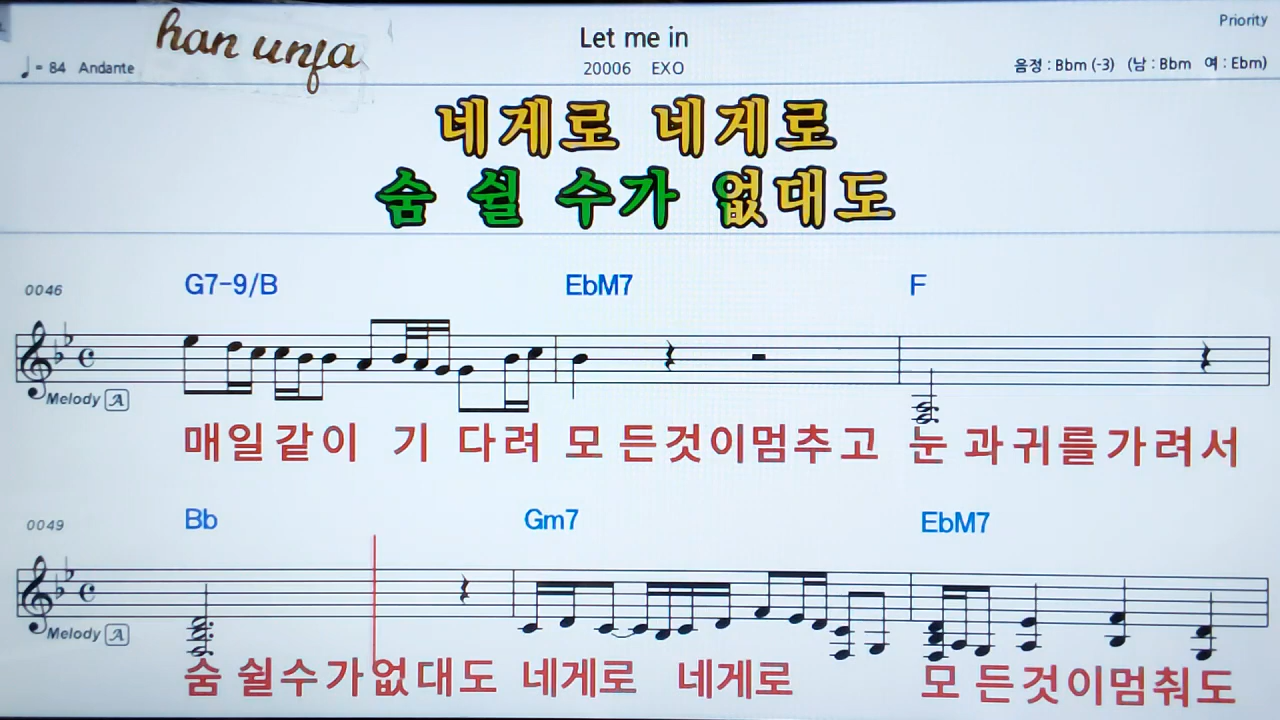 han unja
Let me in
Priority
♩= 84 Andante
20006 EXO
음정 : Bbm (-3) (남 : Bbm 여 : Ebm)
네게로 네게로
숨 쉴 수가 없대도
0046
G7-9/B EbM7 F
Melody A
매일같이 기 다려 모 든것이멈추고 눈 과귀를가려서
0049
Bb Gm7 EbM7
Melody A
숨 쉴수가없대도 네게로 네게로 모 든것이멈춰도